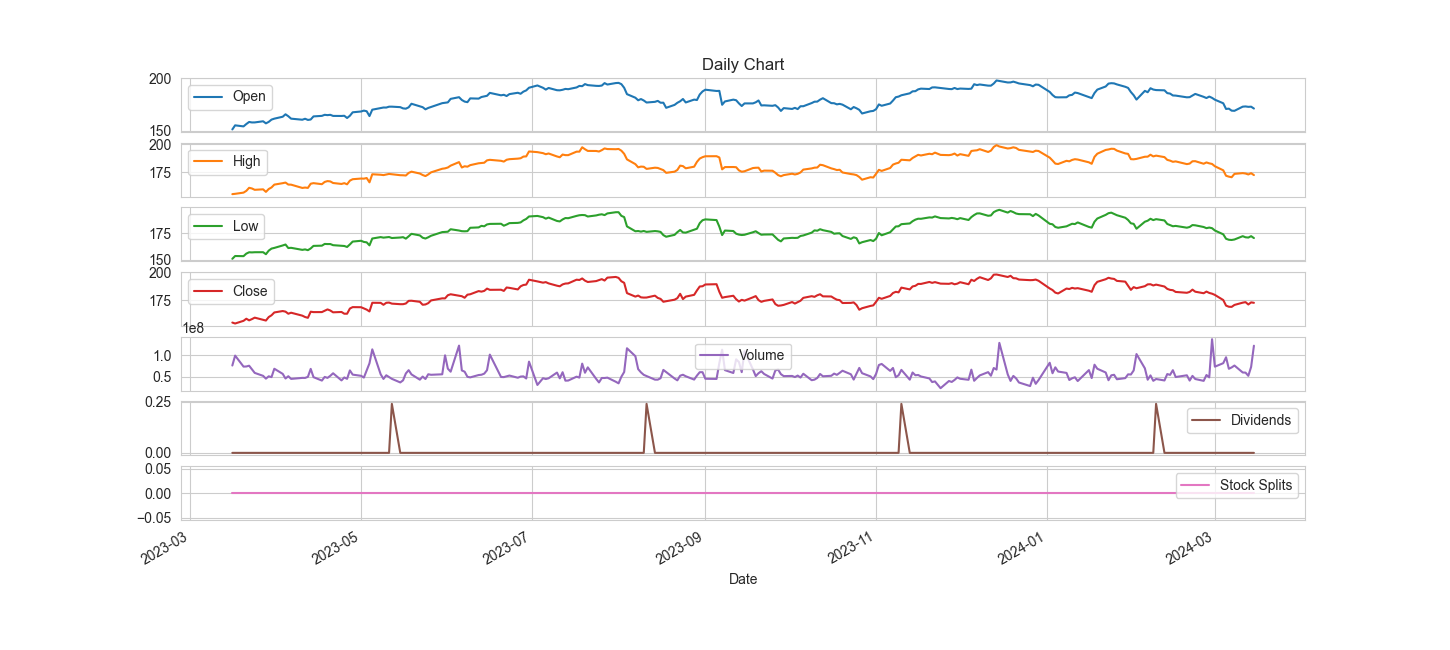 Daily Chart
200
150
Open
200
175
High
175
150
Low
200
175
Close
1e8
1.0
0.5
Volume
0.25
0.00
Dividends
0.05
0.00
−0.05
Stock Splits
2023-03
2023-05
2023-07
2023-09
2023-11
2024-01
2024-03
Date